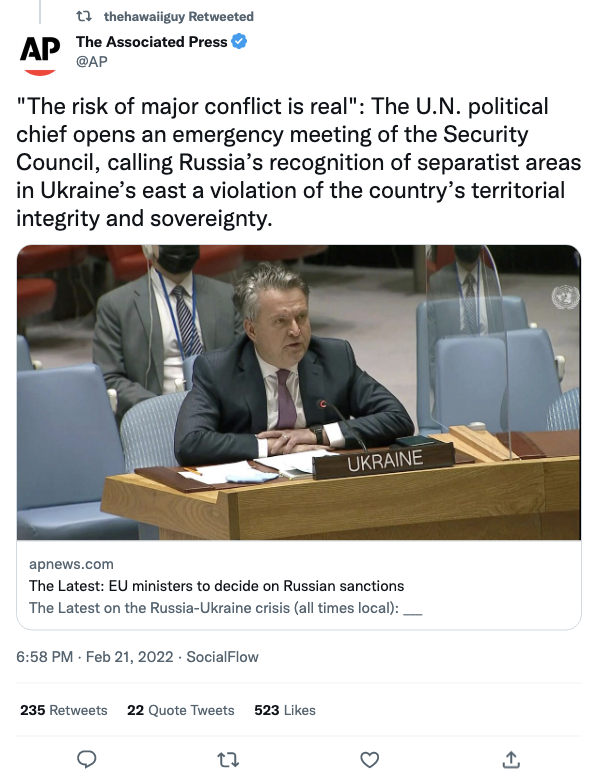 thehawaiiguy Retweeted
AP
The Associated Press
@AP
"The risk of major conflict is real": The U.N. political
chief opens an emergency meeting of the Security
Council, calling Russia’s recognition of separatist areas
in Ukraine’s east a violation of the country’s territorial
integrity and sovereignty.
UKRAINE
apnews.com
The Latest: EU ministers to decide on Russian sanctions
The Latest on the Russia-Ukraine crisis (all times local): __
6:58 PM · Feb 21, 2022 · SocialFlow
235 Retweets 22 Quote Tweets 523 Likes